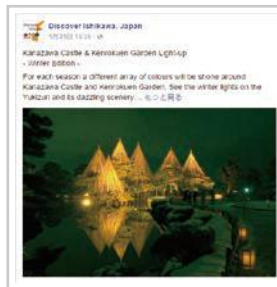 Discover Ishikawa, Japan
Kanazawa Castle & Kenrokuen Garden Light-up
- Winter Edition -
For each season a different array of colours will be shone around
Kanazawa Castle and Kenrokuen Garden. See the winter lights on the
Yukizuri and its dazzling scenery... もっと見る